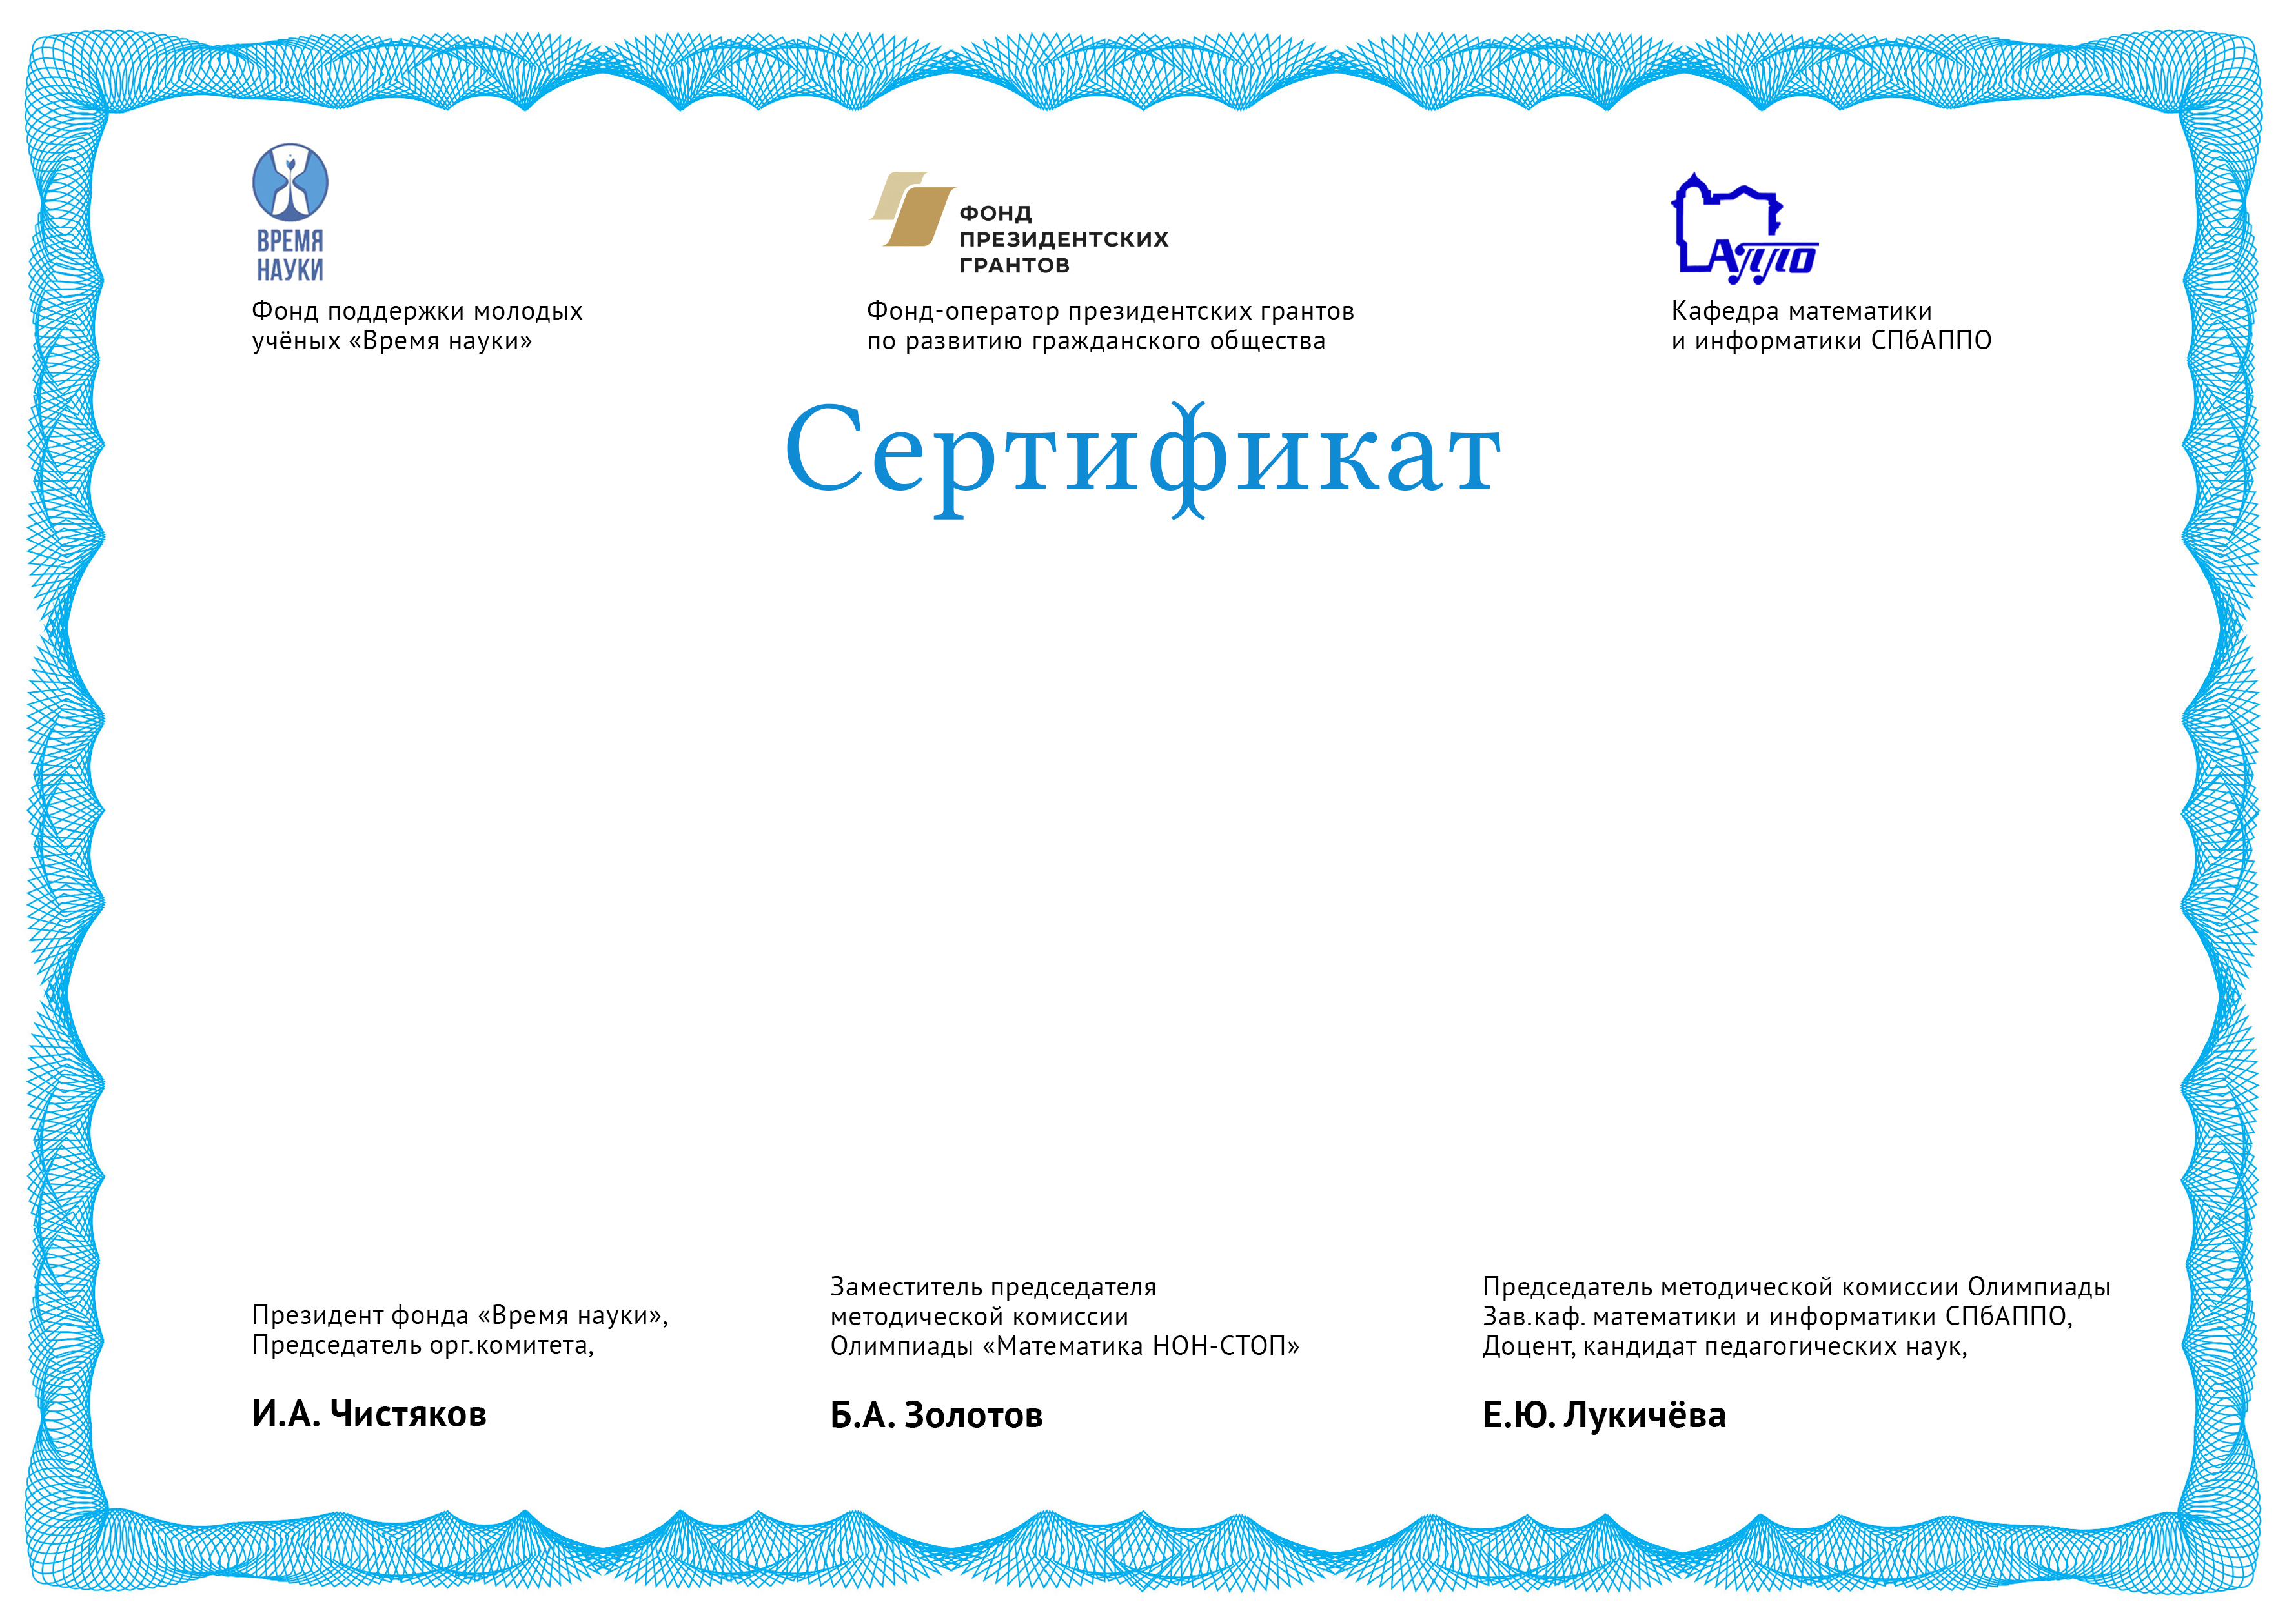 ВРЕМЯ
НАУКИ
Фонд поддержки молодых
учёных «Время науки»
ФОНД
ПРЕЗИДЕНТСКИХ
ГРАНТОВ
Фонд-оператор президентских грантов
по развитию гражданского общества
АППО
Кафедра математики
и информатики СПбАППО
Сертификат
Президент фонда «Время науки»,
Председатель орг.комитета,
И.А. Чистяков
Заместитель председателя
методической комиссии
Олимпиады «Математика НОН-СТОП»
Б.А. Золотов
Председатель методической комиссии Олимпиады
Зав.каф. математики и информатики СПбАППО,
Доцент, кандидат педагогических наук,
Е.Ю. Лукичёва